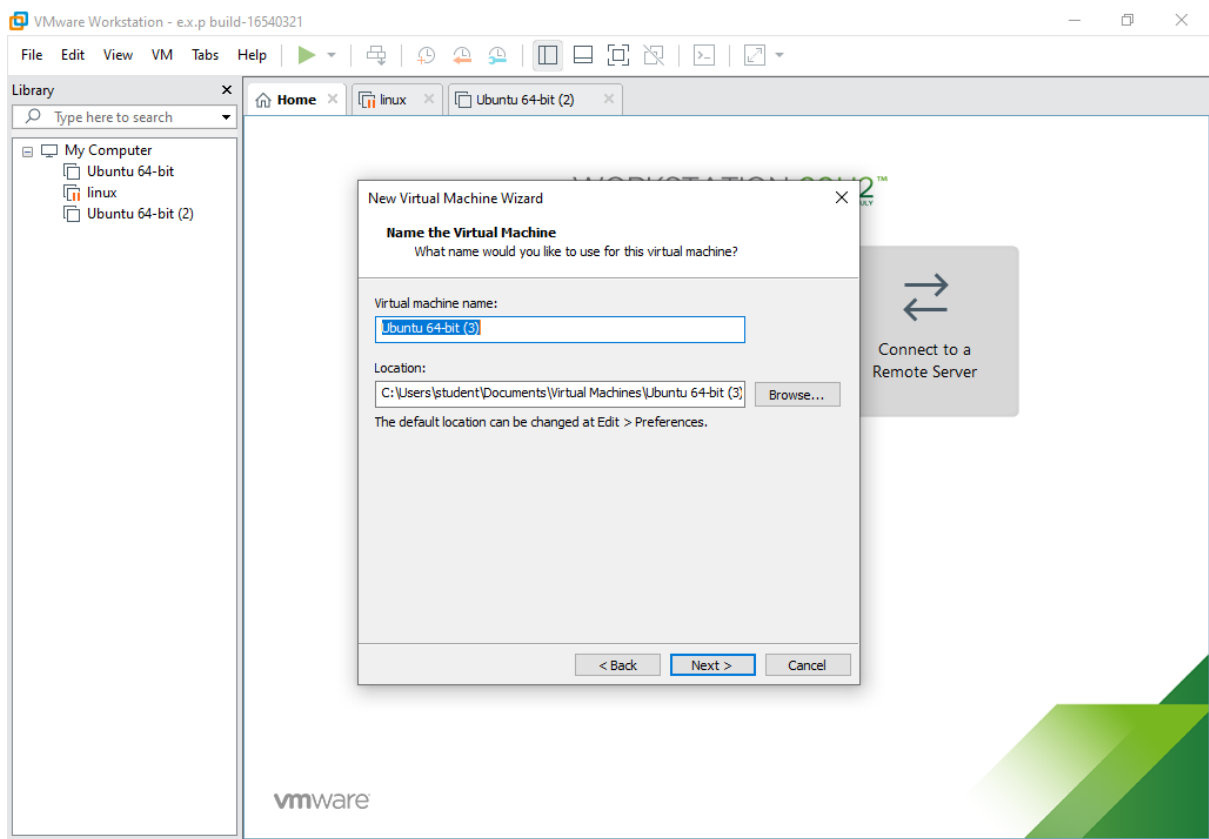 VMware Workstation - e.x.p build-16540321
File Edit View VM Tabs Help
Library
Type here to search
My Computer
Ubuntu 64-bit
linux
Ubuntu 64-bit (2)
Home
linux
Ubuntu 64-bit (2)
New Virtual Machine Wizard
Name the Virtual Machine
What name would you like to use for this virtual machine?
Virtual machine name:
Ubuntu 64-bit (3)
Location:
C:\Users\student\Documents\Virtual Machines\Ubuntu 64-bit (3)
Browse...
The default location can be changed at Edit > Preferences.
< Back Next > Cancel
Connect to a
Remote Server
vmware